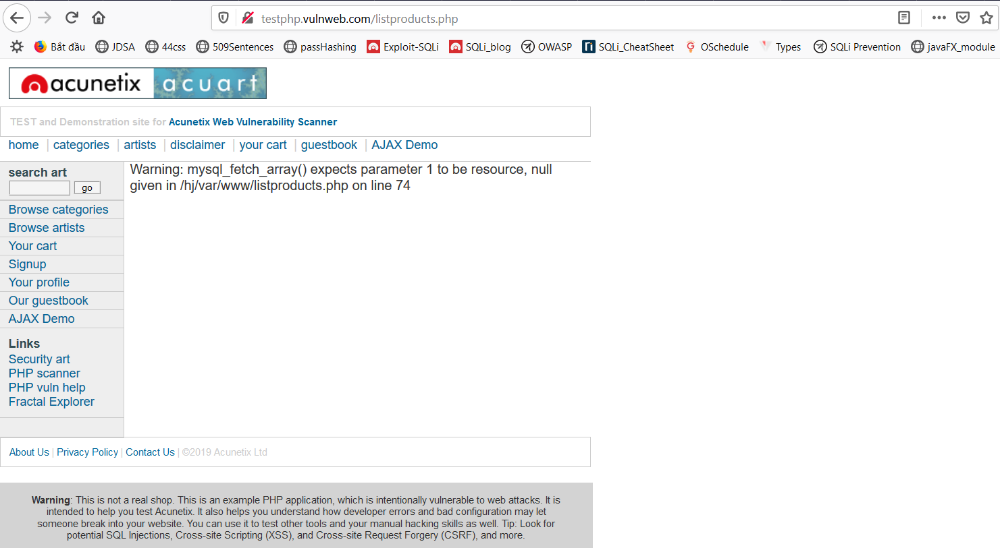 testphp.vulnweb.com/listproducts.php
Bắt đầu JDSA 44css 509Sentences passHashing Exploit-SQLi SQLi_blog OWASP SQLi_CheatSheet OSchedule Types SQLi Prevention javaFX_module
acunetix acuart
TEST and Demonstration site for Acunetix Web Vulnerability Scanner
home | categories | artists | disclaimer | your cart | guestbook | AJAX Demo
search art
go
Browse categories
Browse artists
Your cart
Signup
Your profile
Our guestbook
AJAX Demo
Links
Security art
PHP scanner
PHP vuln help
Fractal Explorer
Warning: mysql_fetch_array() expects parameter 1 to be resource, null
given in /hj/var/www/listproducts.php on line 74
About Us | Privacy Policy | Contact Us | ©2019 Acunetix Ltd
Warning: This is not a real shop. This is an example PHP application, which is intentionally vulnerable to web attacks. It is
intended to help you test Acunetix. It also helps you understand how developer errors and bad configuration may let
someone break into your website. You can use it to test other tools and your manual hacking skills as well. Tip: Look for
potential SQL Injections, Cross-site Scripting (XSS), and Cross-site Request Forgery (CSRF), and more.